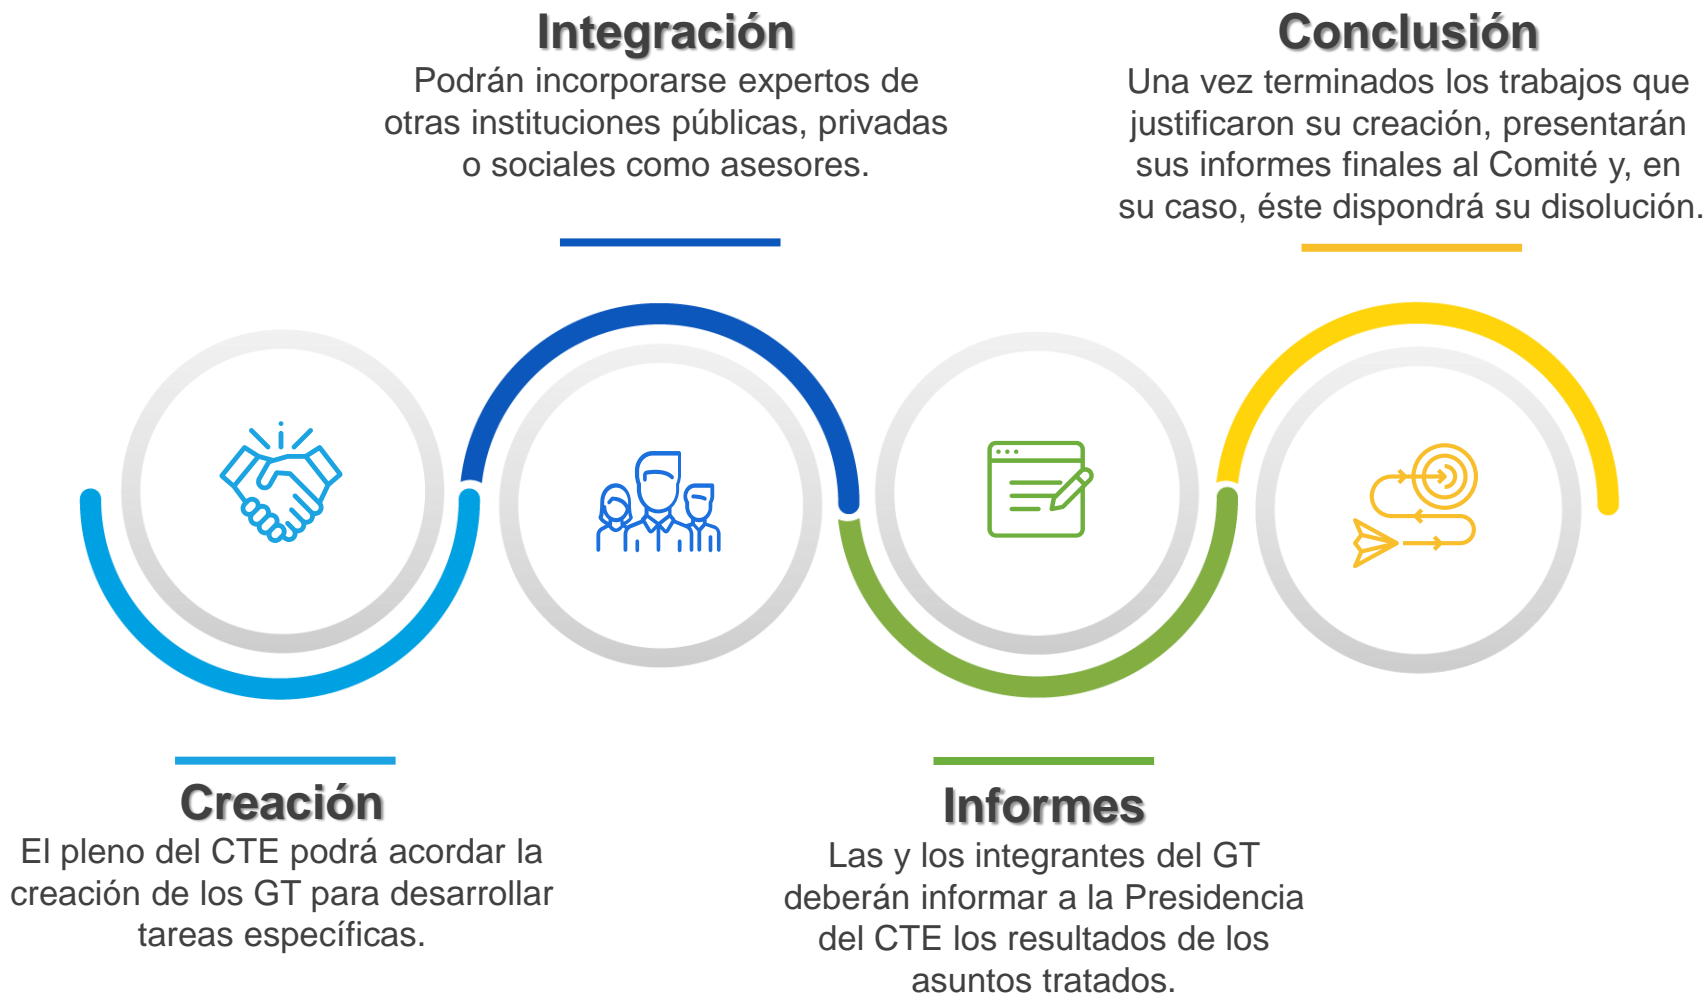 Integración
Podrán incorporarse expertos de
otras instituciones públicas, privadas
o sociales como asesores.
Conclusión
Una vez terminados los trabajos que
justificaron su creación, presentarán
sus informes finales al Comité y, en
su caso, éste dispondrá su disolución.
Creación
El pleno del CTE podrá acordar la
creación de los GT para desarrollar
tareas específicas.
Informes
Las y los integrantes del GT
deberán informar a la Presidencia
del CTE los resultados de los
asuntos tratados.